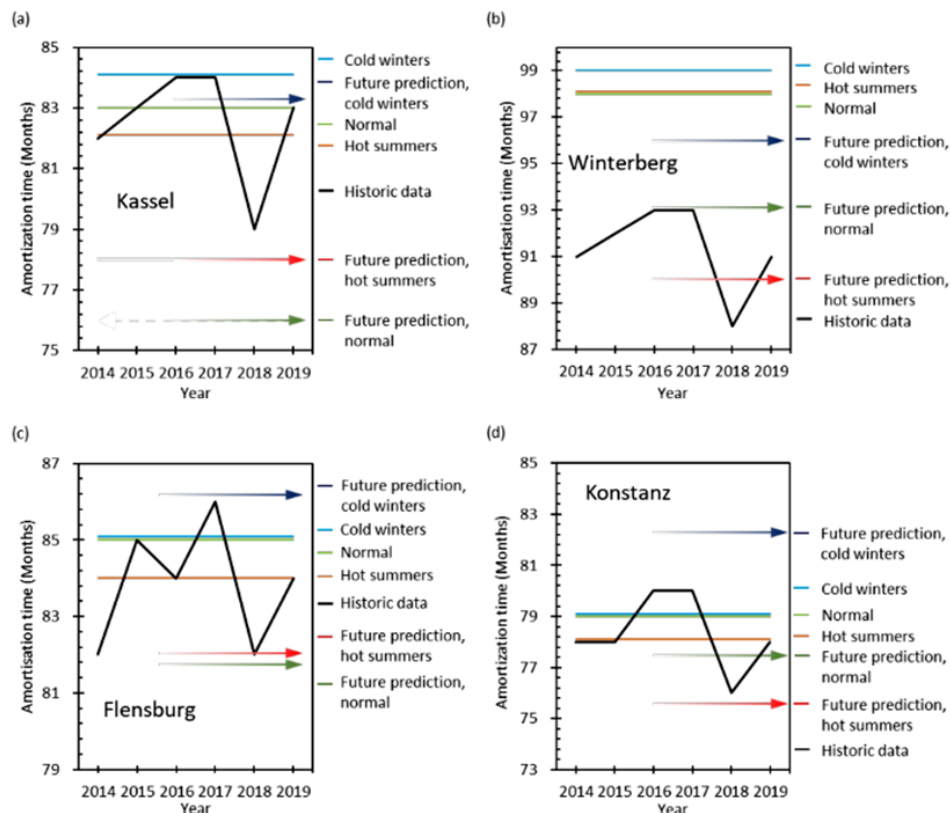 (a)
Amortization time (Months)
85
83
81
79
77
75
Kassel
2014 2015 2016 2017 2018 2019
Year
Cold winters
Future prediction,
cold winters
Normal
Hot summers
Historic data
Future prediction,
hot summers
Future prediction,
normal
(b)
Amortisation time (Months)
99
97
95
93
91
89
87
Winterberg
2014 2015 2016 2017 2018 2019
Year
Cold winters
Hot summers
Normal
Future prediction,
cold winters
Future prediction,
normal
Future prediction,
hot summers
Historic data
(c)
Amortisation time (Months)
87
85
83
81
79
Flensburg
2014 2015 2016 2017 2018 2019
Year
Future prediction,
cold winters
Cold winters
Normal
Hot summers
Historic data
Future prediction,
hot summers
Future prediction,
normal
(d)
Amortization time (Months)
85
83
81
79
77
75
73
Konstanz
2014 2015 2016 2017 2018 2019
Year
Future prediction,
cold winters
Cold winters
Normal
Hot summers
Future prediction,
normal
Future prediction,
hot summers
Historic data